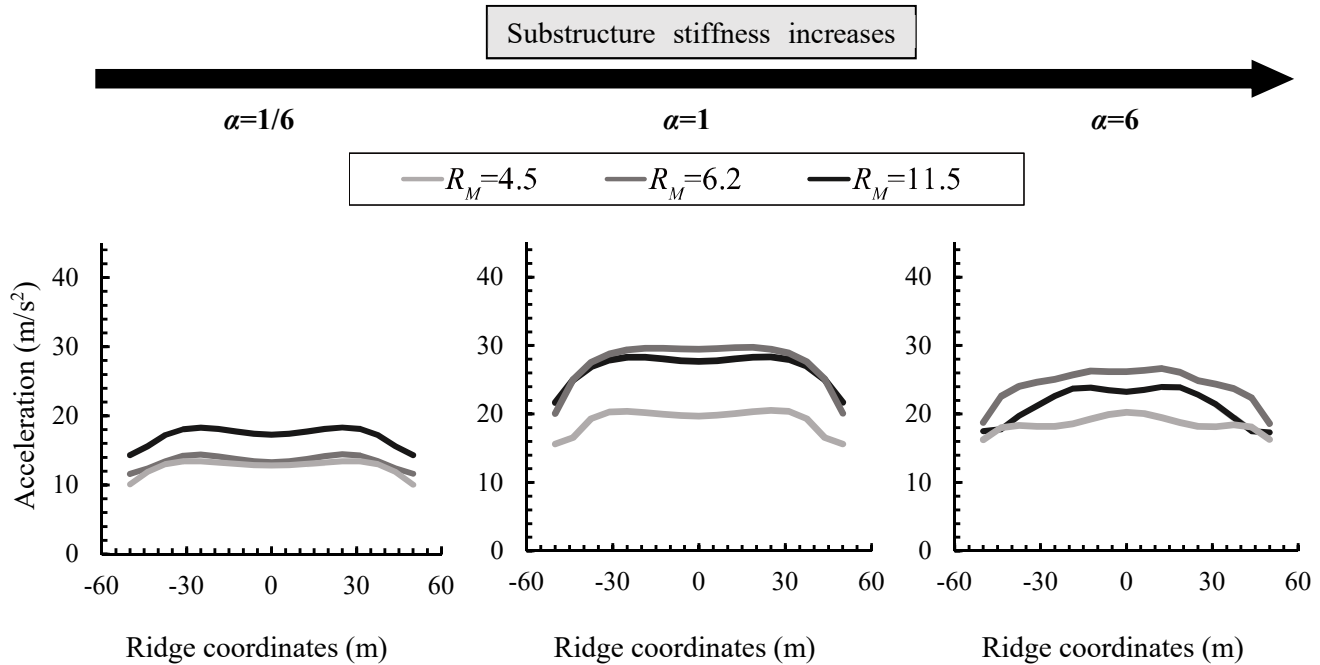 Substructure stiffness increases
α=1/6 α=1 α=6
R_M=4.5 R_M=6.2 R_M=11.5
Acceleration (m/s²)
40
30
20
10
0
-60 -30 0 30 60
Ridge coordinates (m)
40
30
20
10
0
-60 -30 0 30 60
Ridge coordinates (m)
40
30
20
10
0
-60 -30 0 30 60
Ridge coordinates (m)